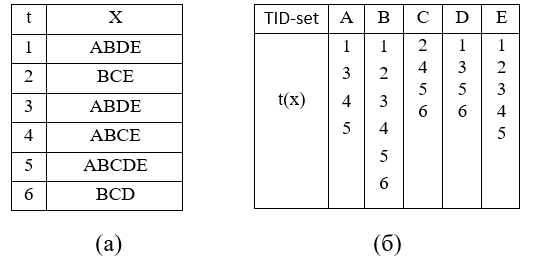 t X
1 ABDE
2 BCE
3 ABDE
4 ABCE
5 ABCDE
6 BCD
(а)
TID-set A B C D E
t(x)
1 3 4 5
1 2 3 4 5 6
2 4 5 6
1 3 5 6
1 2 3 4 5
(б)